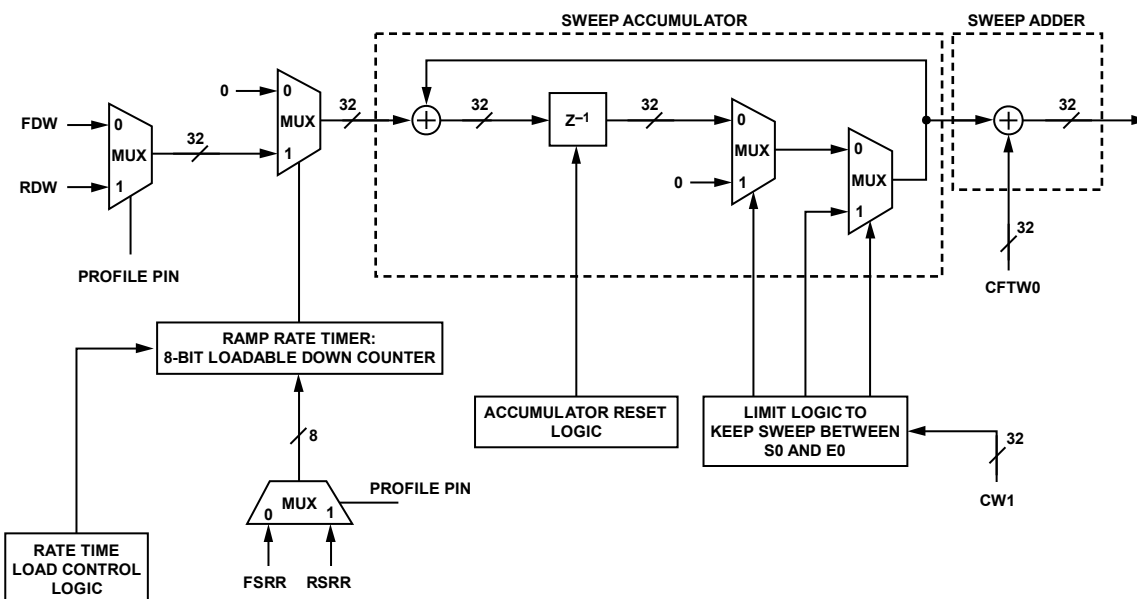 SWEEP ACCUMULATOR
SWEEP ADDER
FDW
RDW
0
MUX
1
PROFILE PIN
32
0
0
MUX
1
32
32
Z–1
32
0
MUX
1
0
0
MUX
1
32
32
CFTW0
RAMP RATE TIMER:
8-BIT LOADABLE DOWN COUNTER
ACCUMULATOR RESET
LOGIC
LIMIT LOGIC TO
KEEP SWEEP BETWEEN
S0 AND E0
32
CW1
8
MUX
0
1
PROFILE PIN
FSRR
RSRR
RATE TIME
LOAD CONTROL
LOGIC